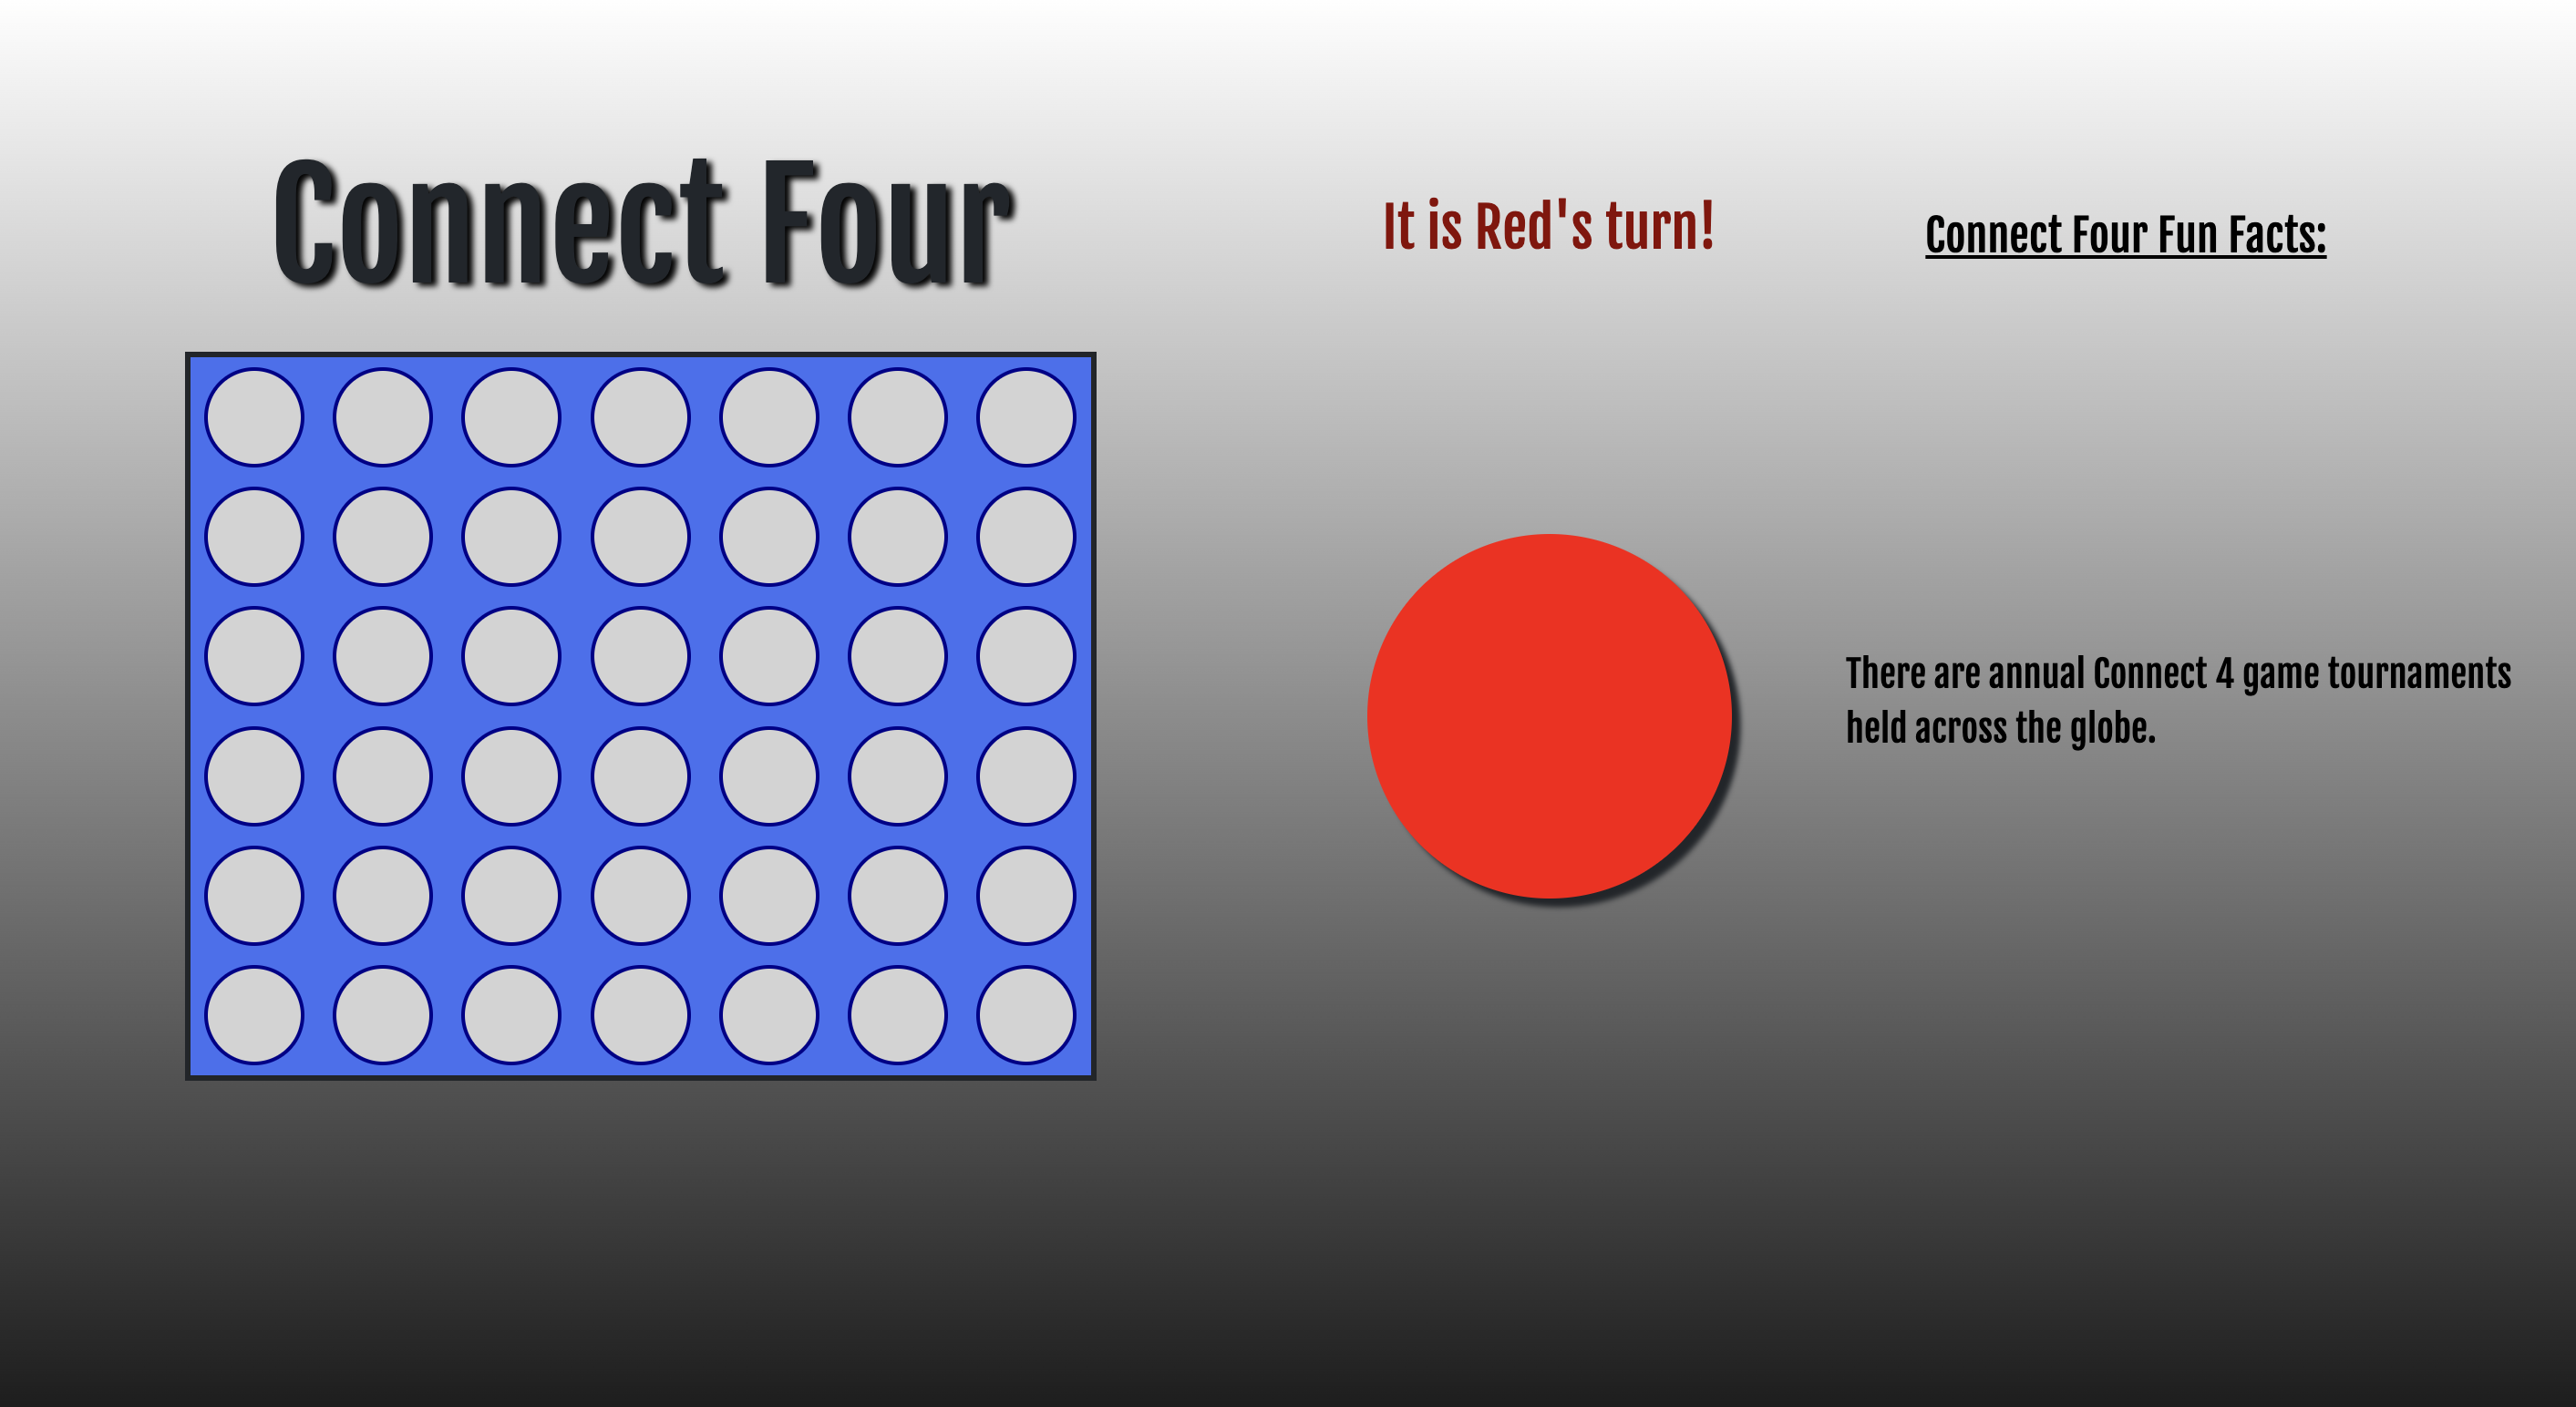 Connect Four
It is Red's turn!
Connect Four Fun Facts:
There are annual Connect 4 game tournaments
held across the globe.